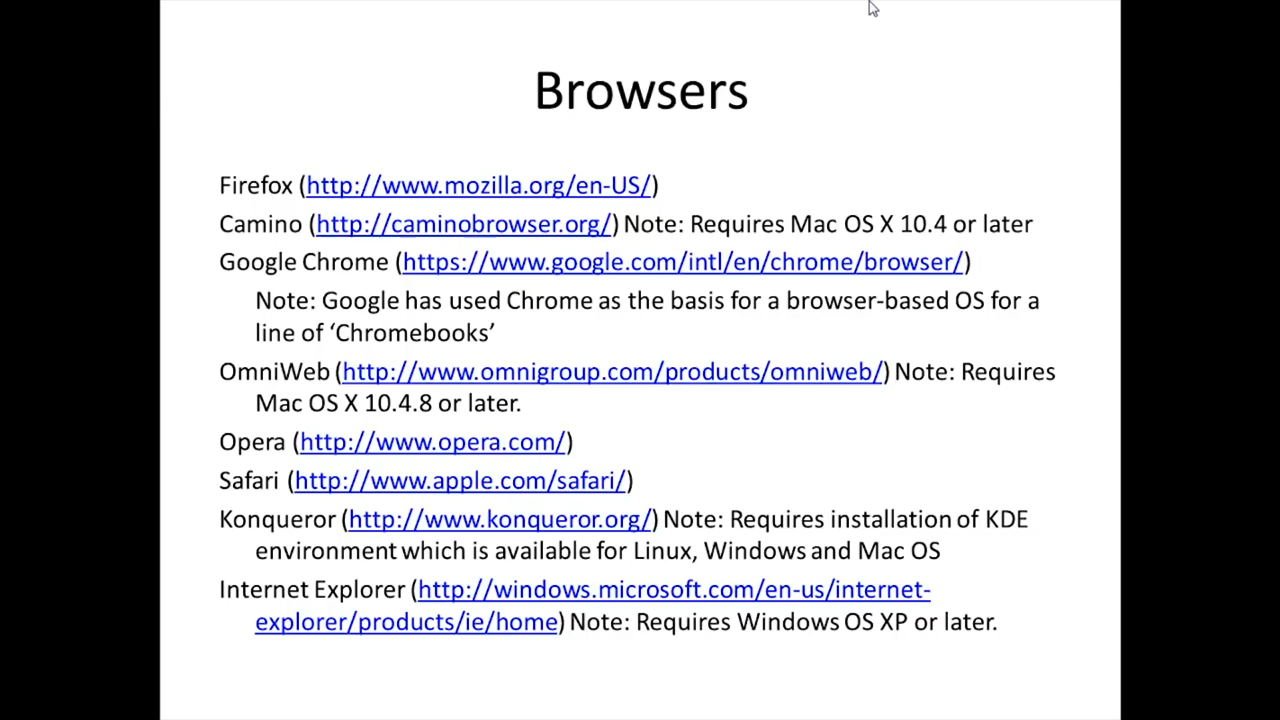 Browsers
Firefox (http://www.mozilla.org/en-US/)
Camino (http://caminobrowser.org/) Note: Requires Mac OS X 10.4 or later
Google Chrome (https://www.google.com/intl/en/chrome/browser/)
Note: Google has used Chrome as the basis for a browser-based OS for a
line of ‘Chromebooks’
OmniWeb (http://www.omnigroup.com/products/omniweb/) Note: Requires
Mac OS X 10.4.8 or later.
Opera (http://www.opera.com/)
Safari (http://www.apple.com/safari/)
Konqueror (http://www.konqueror.org/) Note: Requires installation of KDE
environment which is available for Linux, Windows and Mac OS
Internet Explorer (http://windows.microsoft.com/en-us/internet-
explorer/products/ie/home) Note: Requires Windows OS XP or later.